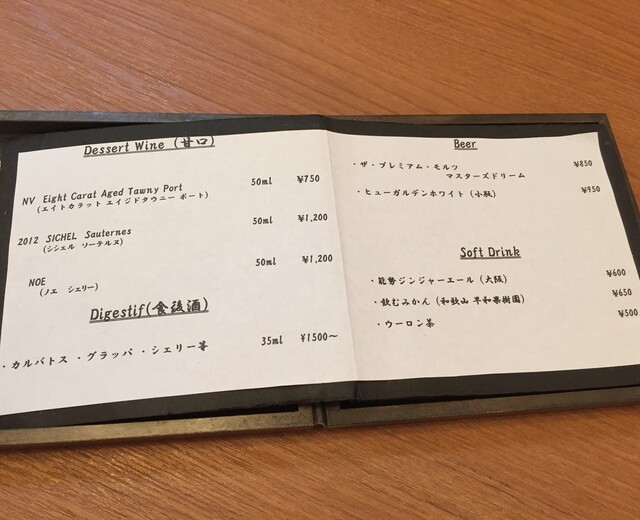 Dessert Wine (甘口)
NV Eight Carat Aged Tawny Port 50ml ¥750
(エイトカラット エイジドタウニー ポート)
2012 SICHEL Sauternes 50ml ¥1,200
(シシェル ソーテルヌ)
NOE 50ml ¥1,200
(ノエ シェリー)
Digestif(食後酒)
・カルバトス ・グラッパ ・シェリー等 35ml ¥1500～
Beer
・ザ・プレミアム・モルツ ¥850
マスターズドリーム
・ヒューガルデンホワイト (小瓶) ¥950
Soft Drink
・能勢ジンジャーエール (大阪) ¥600
・飲むみかん (和歌山 早和果樹園) ¥650
・ウーロン茶 ¥500